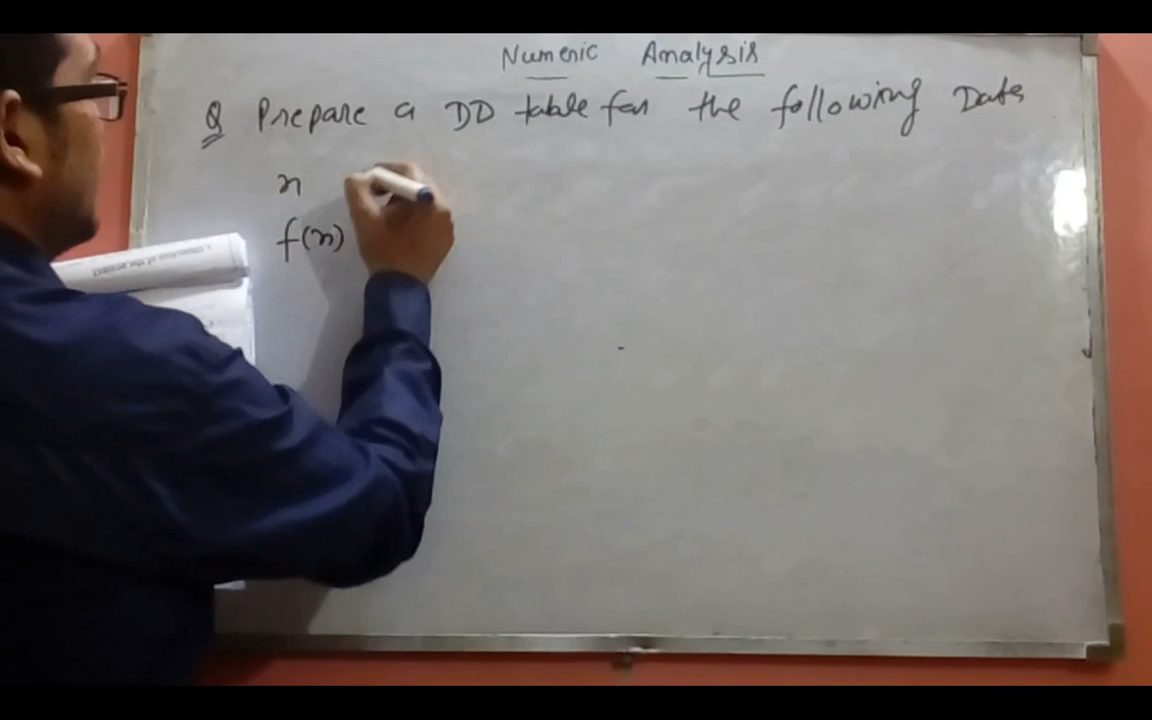 Numeric Analysis
Q Prepare a DD table for the following Data
x
f(x)